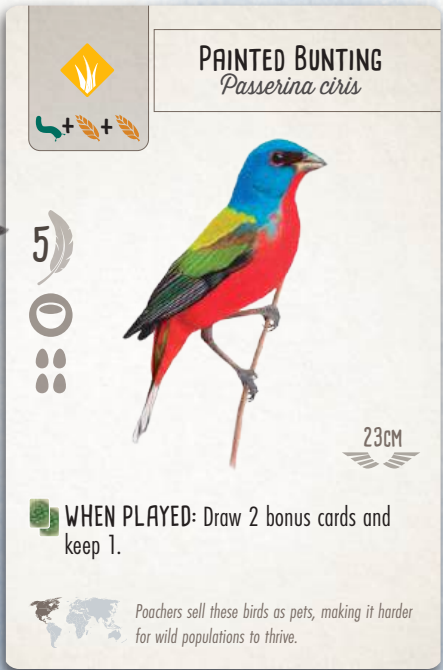 PAINTED BUNTING
Passerina ciris
+ +
5
23CM
WHEN PLAYED: Draw 2 bonus cards and
keep 1.
Poachers sell these birds as pets, making it harder
for wild populations to thrive.